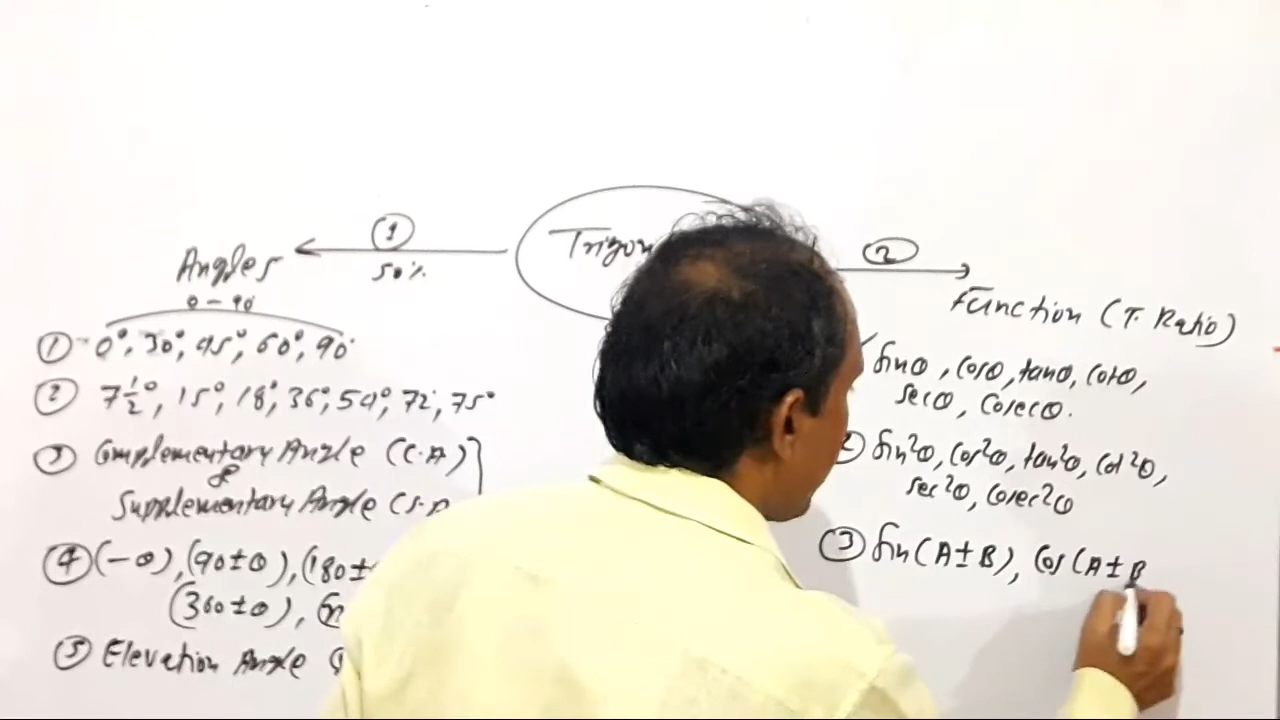 Trigon
① 50%
Angles
0 - 90
① 0°, 30°, 45°, 60°, 90°
② 7½°, 15°, 18°, 36°, 54°, 72°, 75°
③ Complementary Angle (C.A)
&
Supplementary Angle (S.A
④ (-θ), (90±θ), (180±
(360±θ),
⑤ Elevation Angle
②
Function (T. Ratio)
sinθ, cosθ, tanθ, cotθ,
secθ, cosecθ.
② sin²θ, cos²θ, tan²θ, cot²θ,
sec²θ, cosec²θ
③ sin(A±B), cos(A±B